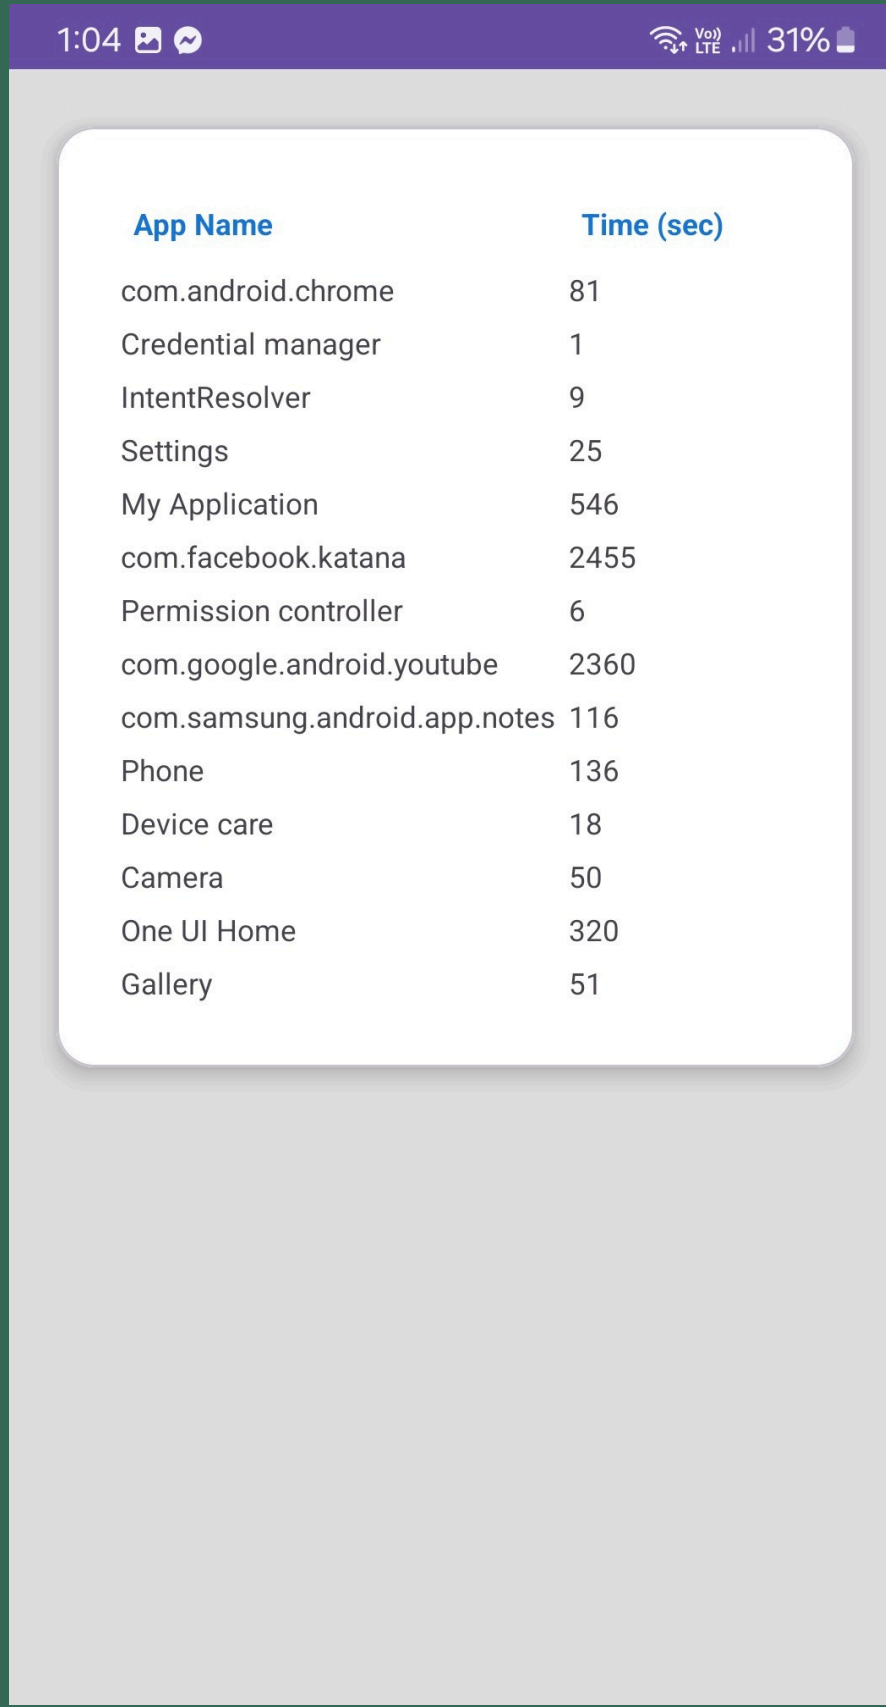 1:04 Vo)) LTE 31%
App Name Time (sec)
com.android.chrome 81
Credential manager 1
IntentResolver 9
Settings 25
My Application 546
com.facebook.katana 2455
Permission controller 6
com.google.android.youtube 2360
com.samsung.android.app.notes 116
Phone 136
Device care 18
Camera 50
One UI Home 320
Gallery 51